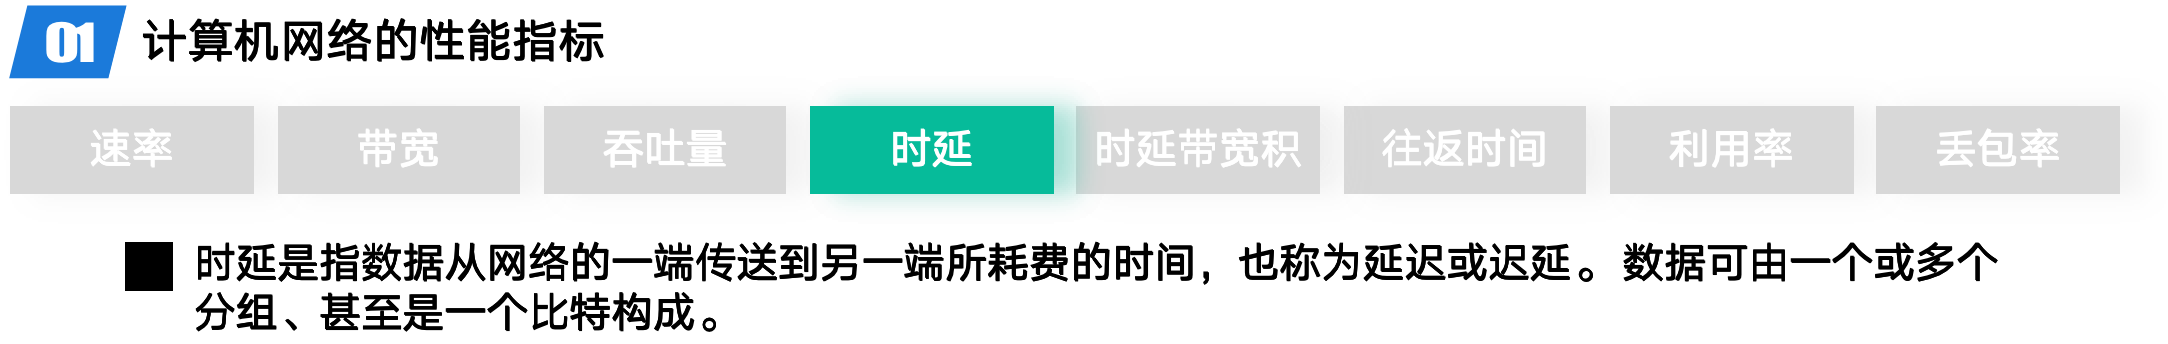 01 计算机网络的性能指标
速率 带宽 吞吐量 时延 时延带宽积 往返时间 利用率 丢包率
时延是指数据从网络的一端传送到另一端所耗费的时间，也称为延迟或迟延。数据可由一个或多个
分组、甚至是一个比特构成。